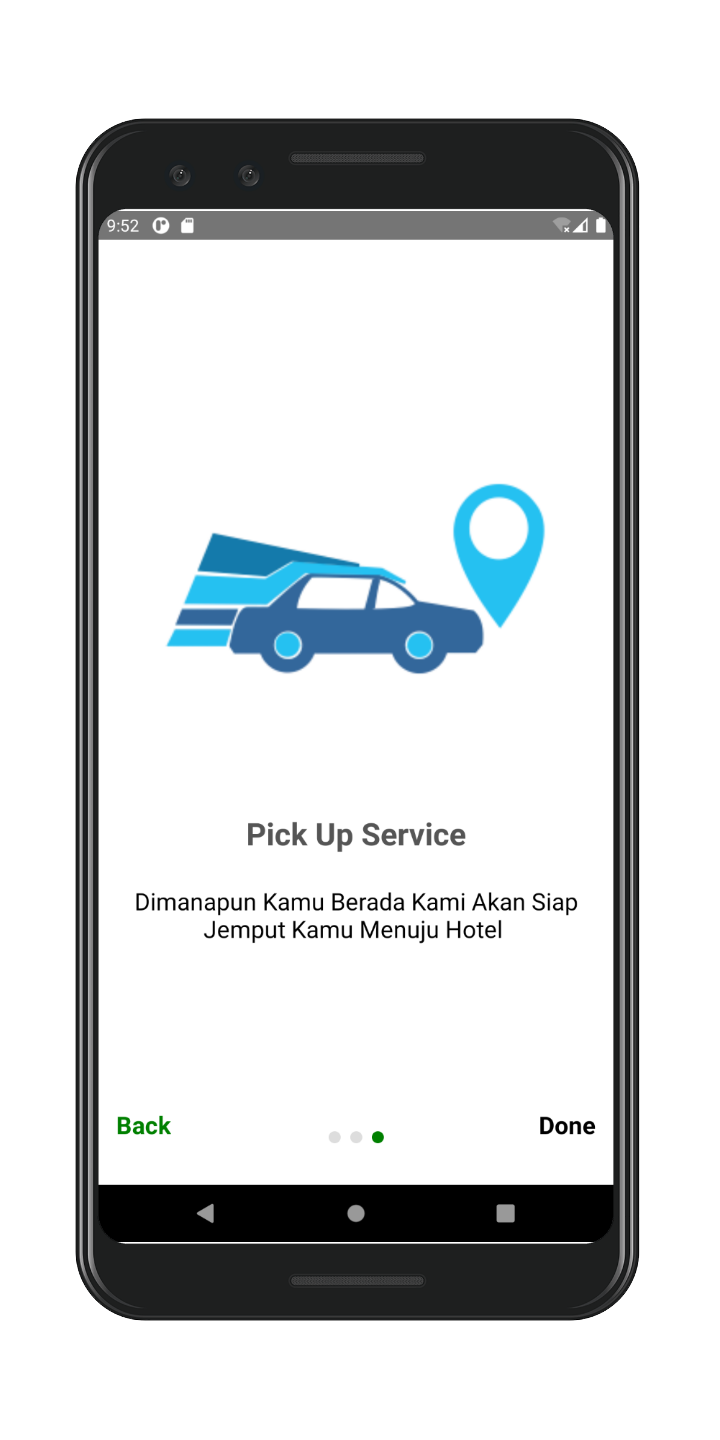 9:52
Pick Up Service
Dimanapun Kamu Berada Kami Akan Siap
Jemput Kamu Menuju Hotel
Back
Done